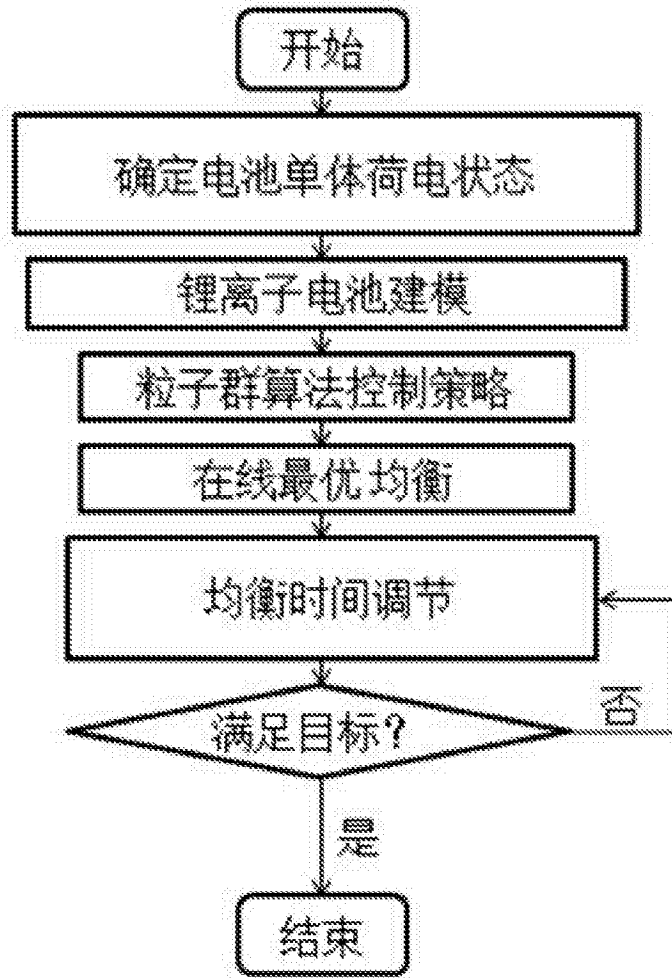 开始
确定电池单体荷电状态
锂离子电池建模
粒子群算法控制策略
在线最优均衡
均衡时间调节
满足目标?
否
是
结束